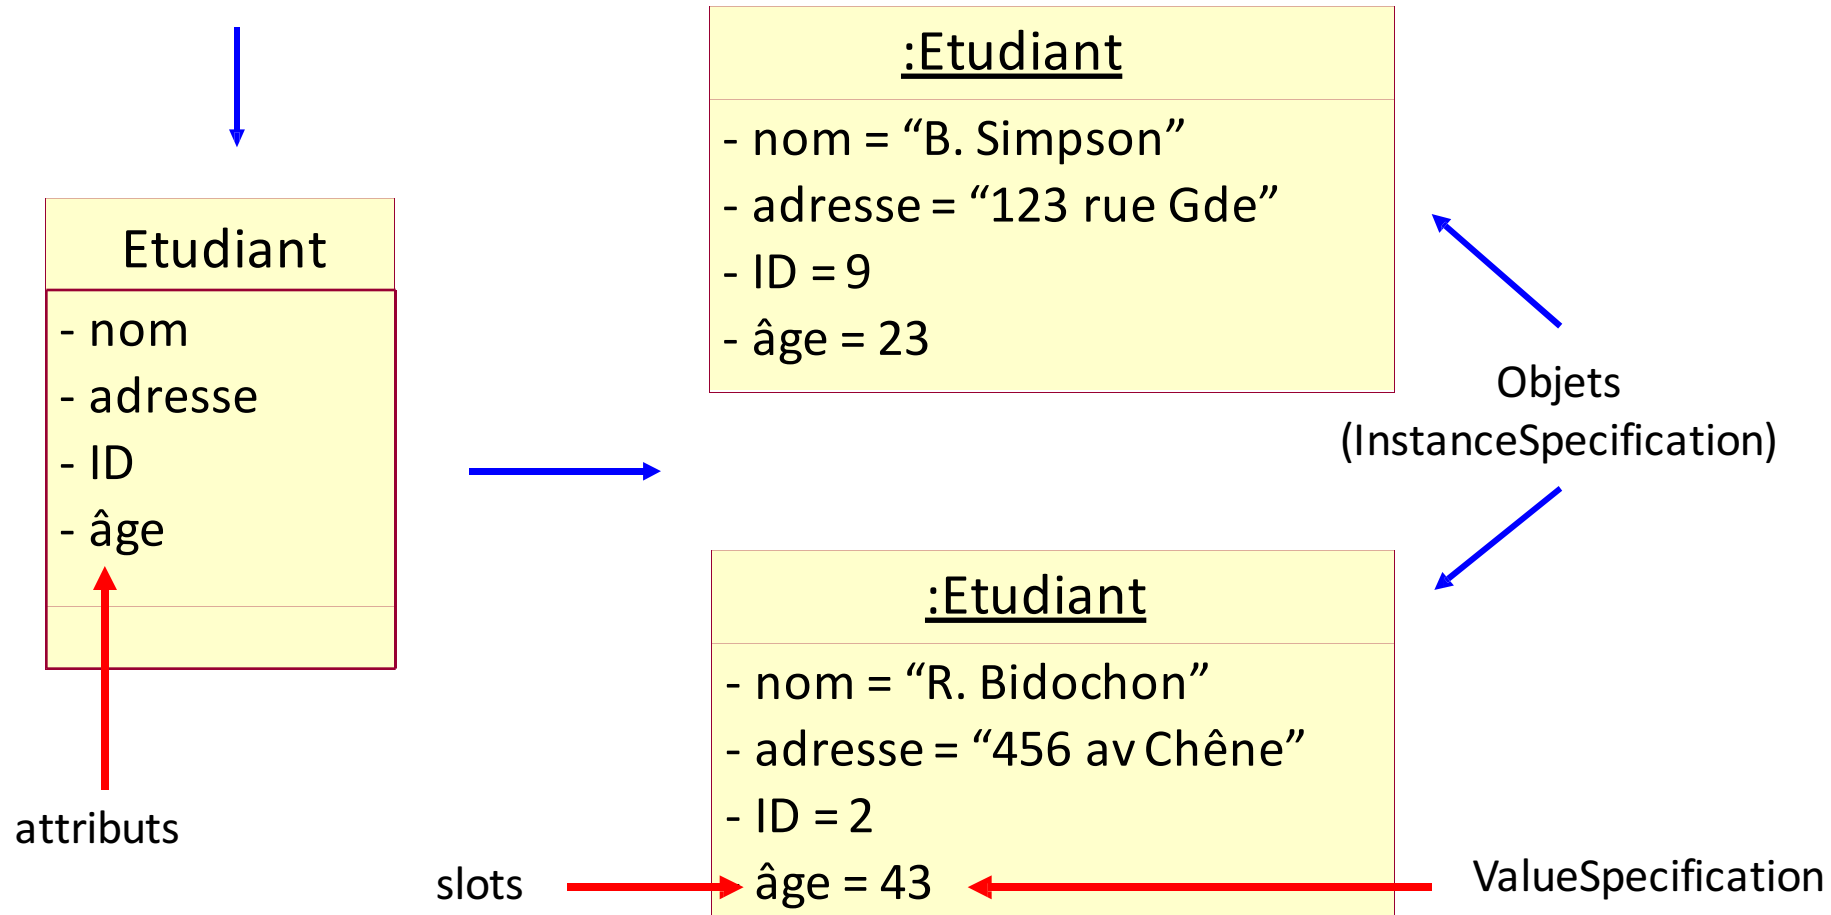 Etudiant
- nom
- adresse
- ID
- âge
attributs
:Etudiant
- nom = “B. Simpson”
- adresse = “123 rue Gde”
- ID = 9
- âge = 23
Objets
(InstanceSpecification)
:Etudiant
- nom = “R. Bidochon”
- adresse = “456 av Chêne”
- ID = 2
- âge = 43
slots
ValueSpecification